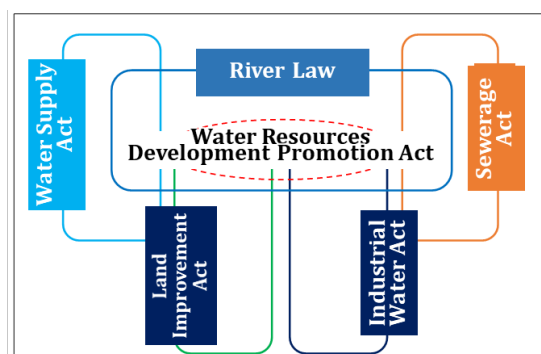 River Law
Water Supply
Act
Water Resources
Development Promotion Act
Sewerage
Act
Land
Improvement
Act
Industrial
Water Act